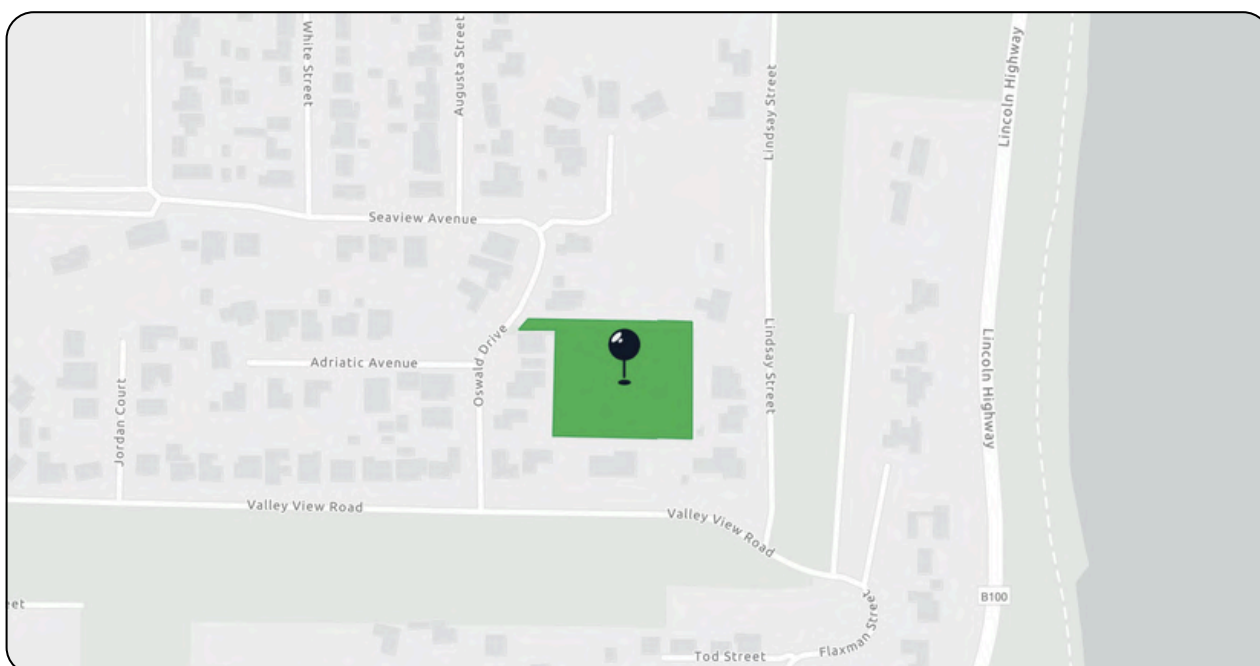 White Street
Augusta Street
Lindsay Street
Lincoln Highway
Seaview Avenue
Oswald Drive
Adriatic Avenue
Jordan Court
Lindsay Street
Lincoln Highway
Valley View Road
Valley View Road
eet
B100
Flaxman Street
Tod Street